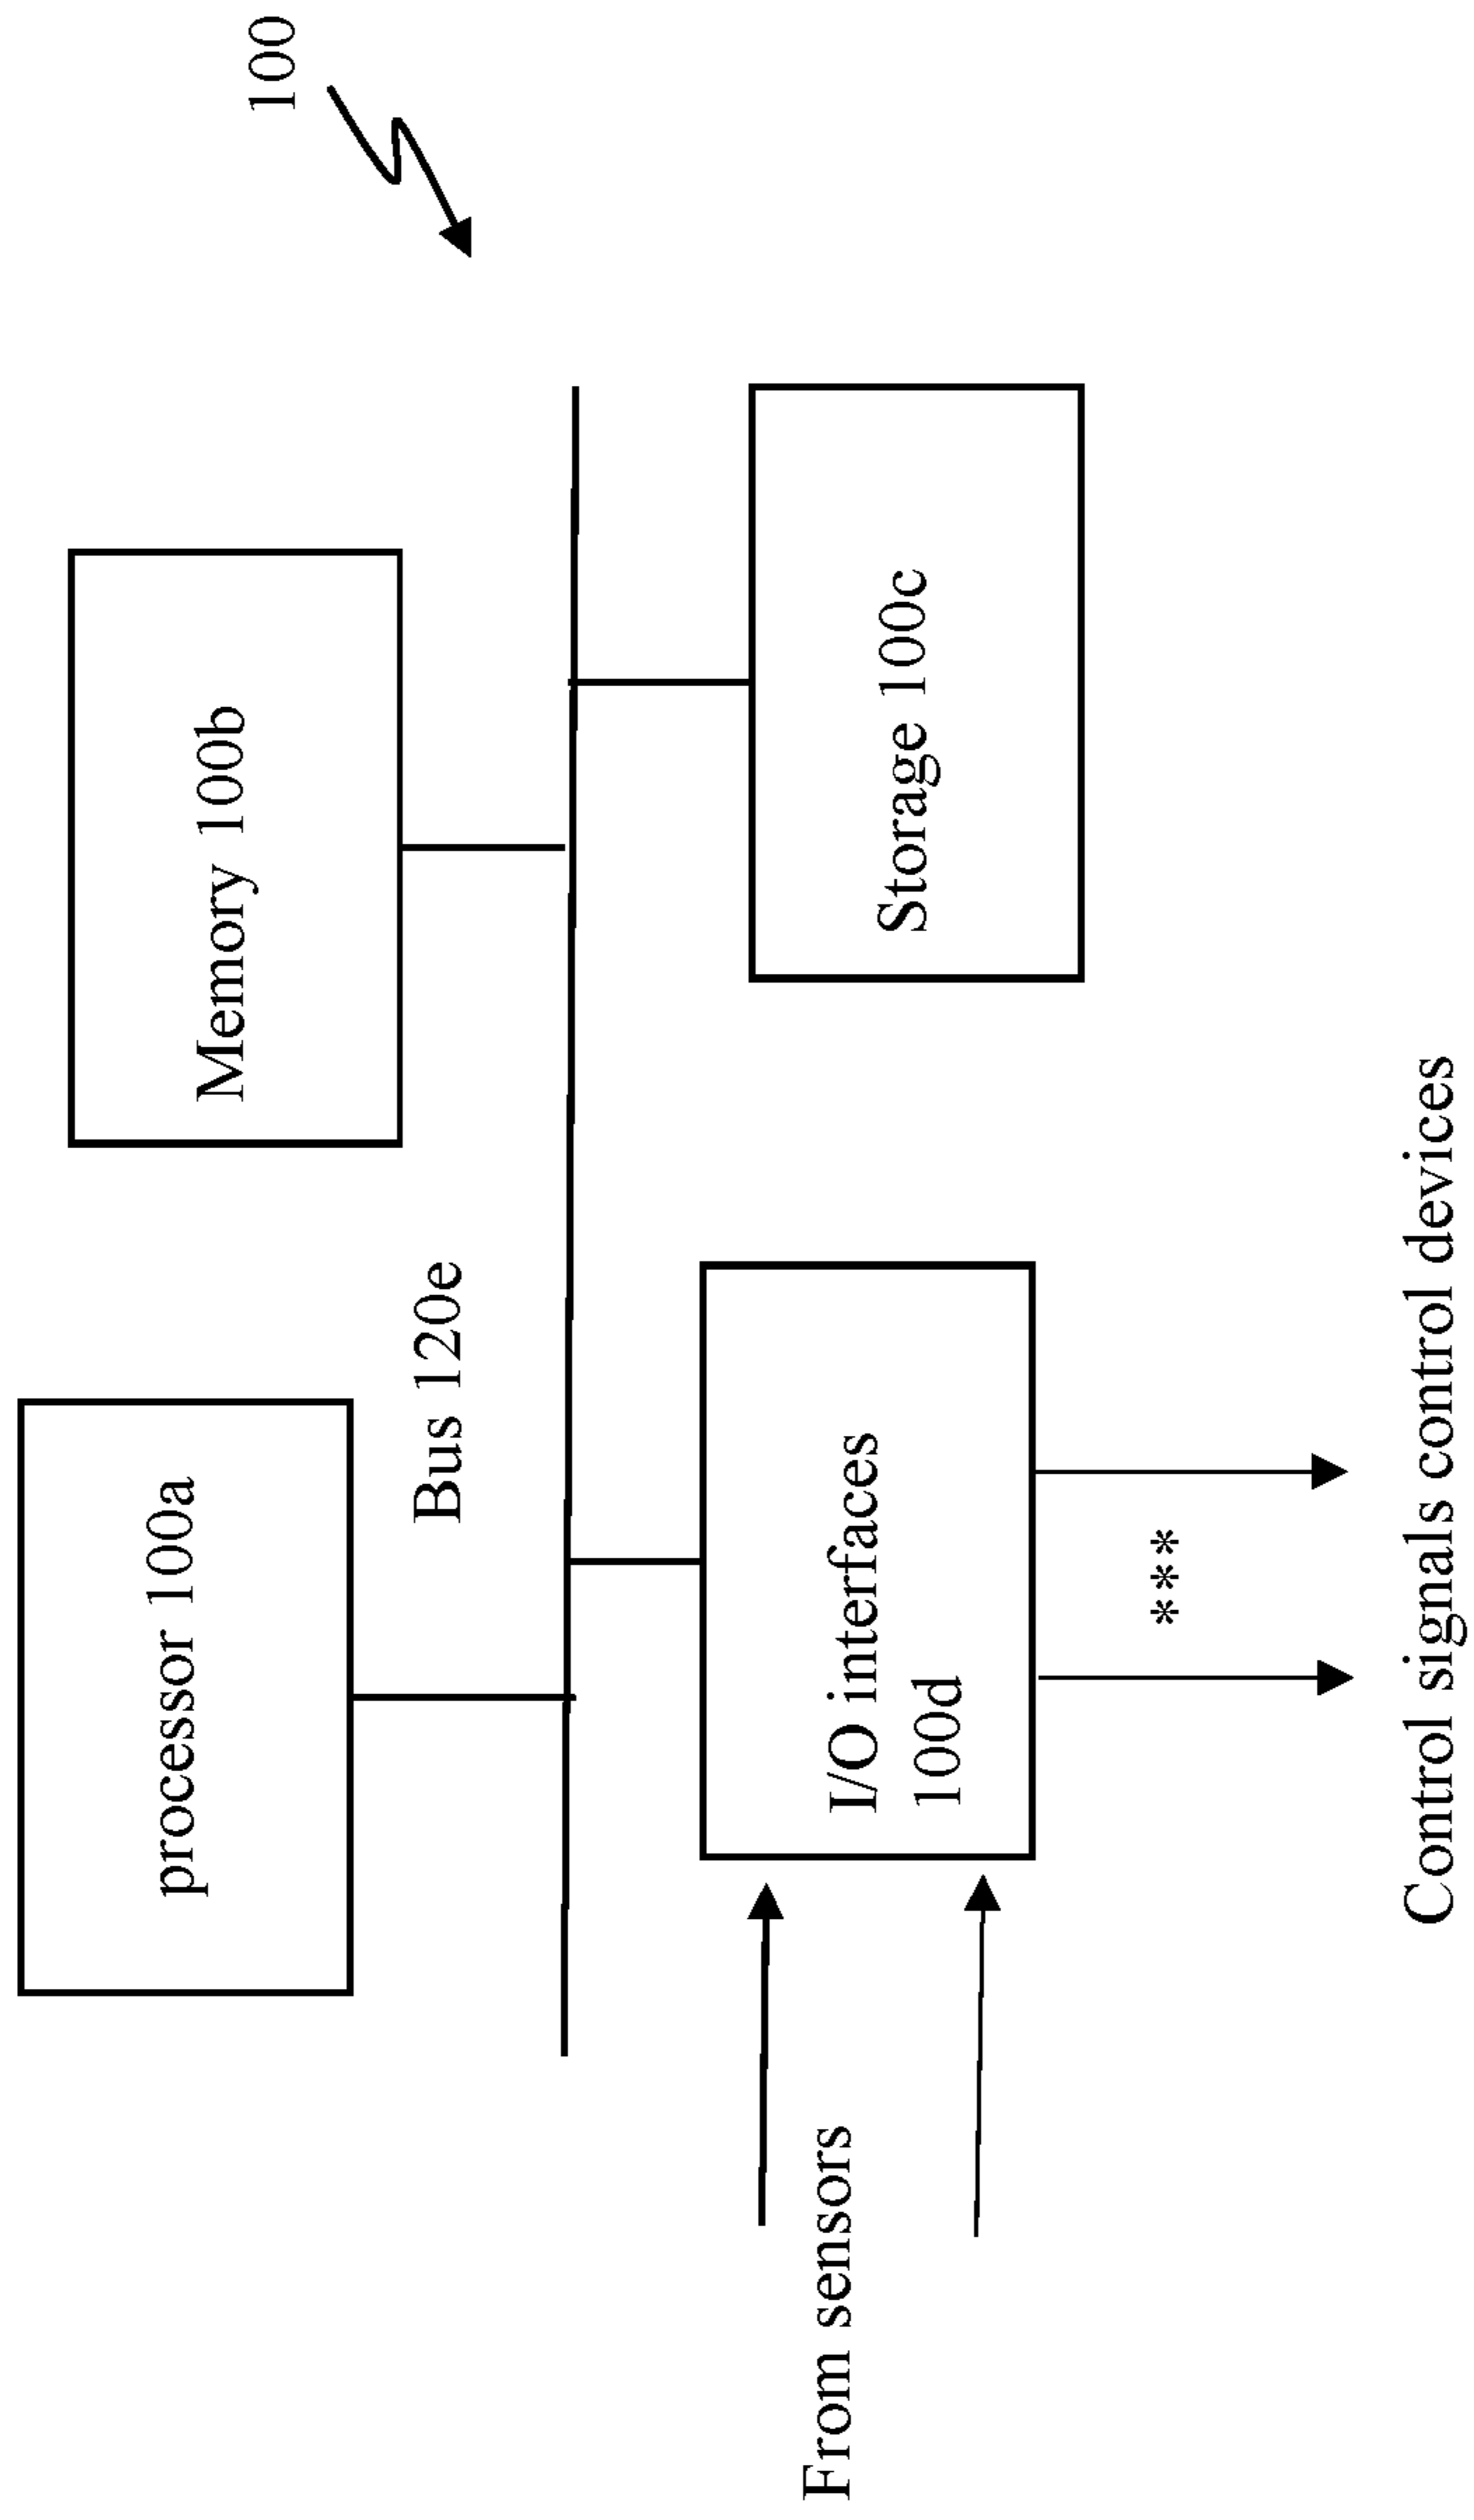 100
processor 100a
Memory 100b
Bus 120e
I/O interfaces
100d
Storage 100c
From sensors
***
Control signals control devices